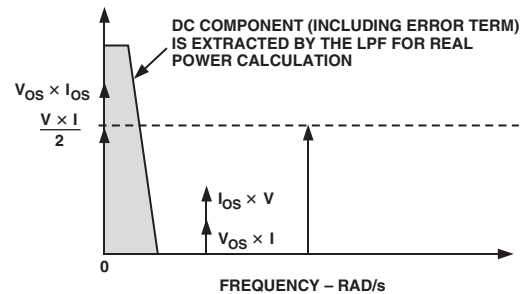 DC COMPONENT (INCLUDING ERROR TERM)
IS EXTRACTED BY THE LPF FOR REAL
POWER CALCULATION
VOS × IOS
V × I
2
IOS × V
VOS × I
0
FREQUENCY – RAD/s